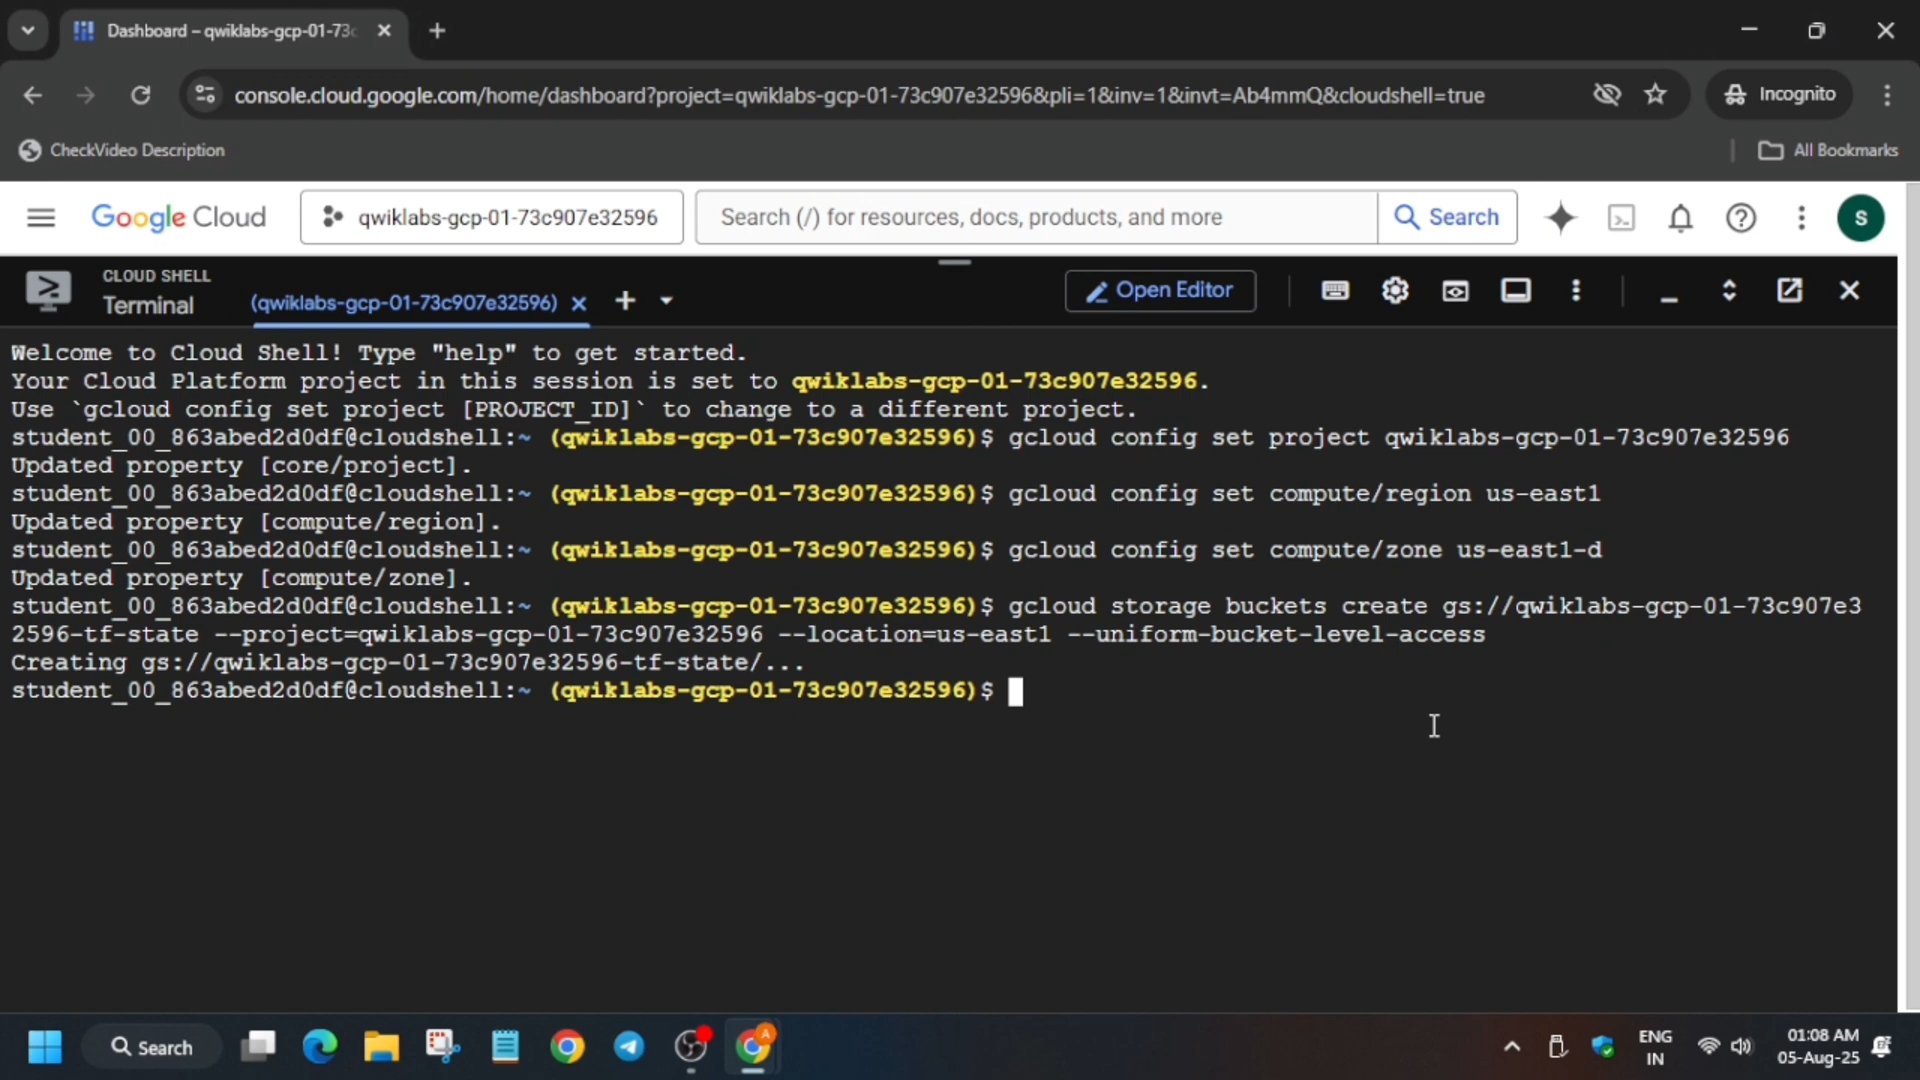 Dashboard – qwiklabs-gcp-01-73c
console.cloud.google.com/home/dashboard?project=qwiklabs-gcp-01-73c907e32596&pli=1&inv=1&invt=Ab4mmQ&cloudshell=true
Incognito
CheckVideo Description
All Bookmarks
Google Cloud
qwiklabs-gcp-01-73c907e32596
Search (/) for resources, docs, products, and more
Search
S
CLOUD SHELL
Terminal
(qwiklabs-gcp-01-73c907e32596)
Open Editor
Welcome to Cloud Shell! Type "help" to get started.
Your Cloud Platform project in this session is set to qwiklabs-gcp-01-73c907e32596.
Use `gcloud config set project [PROJECT_ID]` to change to a different project.
student_00_863abed2d0df@cloudshell:~ (qwiklabs-gcp-01-73c907e32596)$ gcloud config set project qwiklabs-gcp-01-73c907e32596
Updated property [core/project].
student_00_863abed2d0df@cloudshell:~ (qwiklabs-gcp-01-73c907e32596)$ gcloud config set compute/region us-east1
Updated property [compute/region].
student_00_863abed2d0df@cloudshell:~ (qwiklabs-gcp-01-73c907e32596)$ gcloud config set compute/zone us-east1-d
Updated property [compute/zone].
student_00_863abed2d0df@cloudshell:~ (qwiklabs-gcp-01-73c907e32596)$ gcloud storage buckets create gs://qwiklabs-gcp-01-73c907e3
2596-tf-state --project=qwiklabs-gcp-01-73c907e32596 --location=us-east1 --uniform-bucket-level-access
Creating gs://qwiklabs-gcp-01-73c907e32596-tf-state/...
student_00_863abed2d0df@cloudshell:~ (qwiklabs-gcp-01-73c907e32596)$
Search
A
ENG
IN
01:08 AM
05-Aug-25